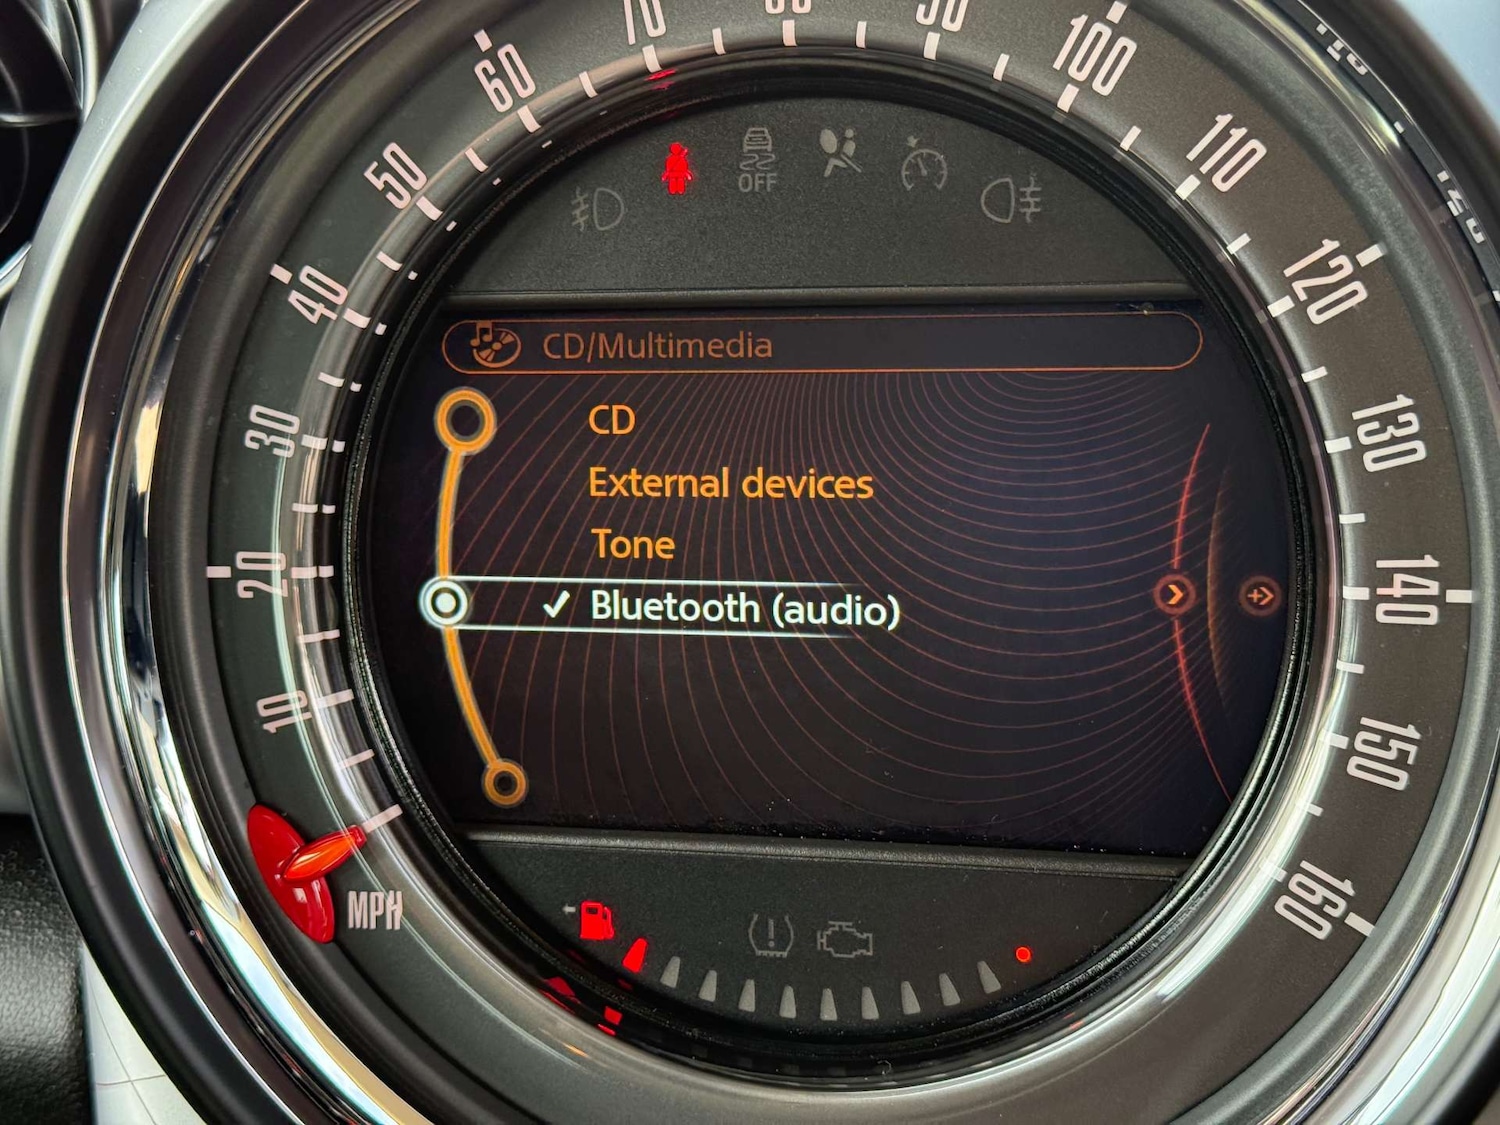 70
90
60
100
50
110
OFF
40
120
CD/Multimedia
30
CD
130
External devices
Tone
20
Bluetooth (audio)
140
10
150
MPH
160